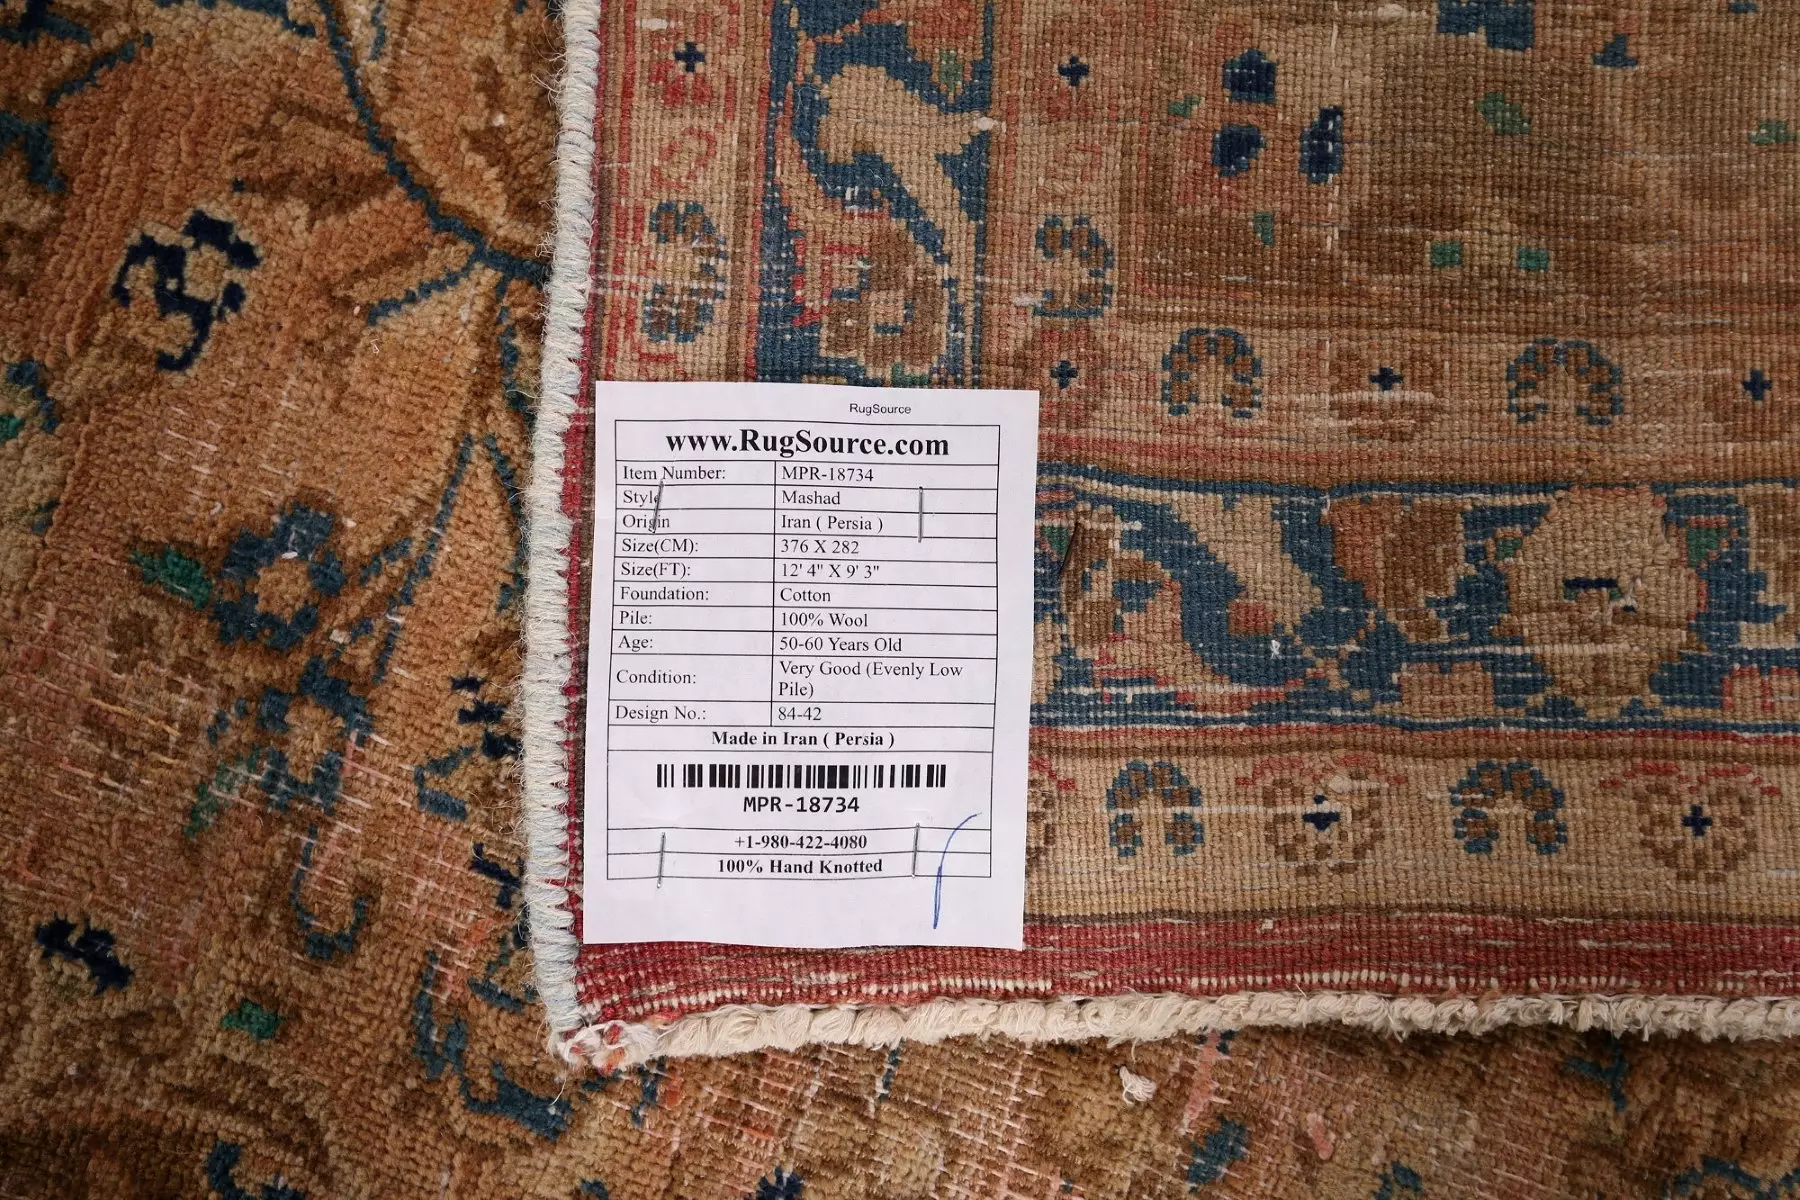 RugSource
www.RugSource.com
Item Number: MPR-18734
Style Mashad
Origin Iran ( Persia )
Size(CM): 376 X 282
Size(FT): 12' 4" X 9' 3"
Foundation: Cotton
Pile: 100% Wool
Age: 50-60 Years Old
Condition: Very Good (Evenly Low
Pile)
Design No.: 84-42
Made in Iran ( Persia )
MPR-18734
+1-980-422-4080
100% Hand Knotted